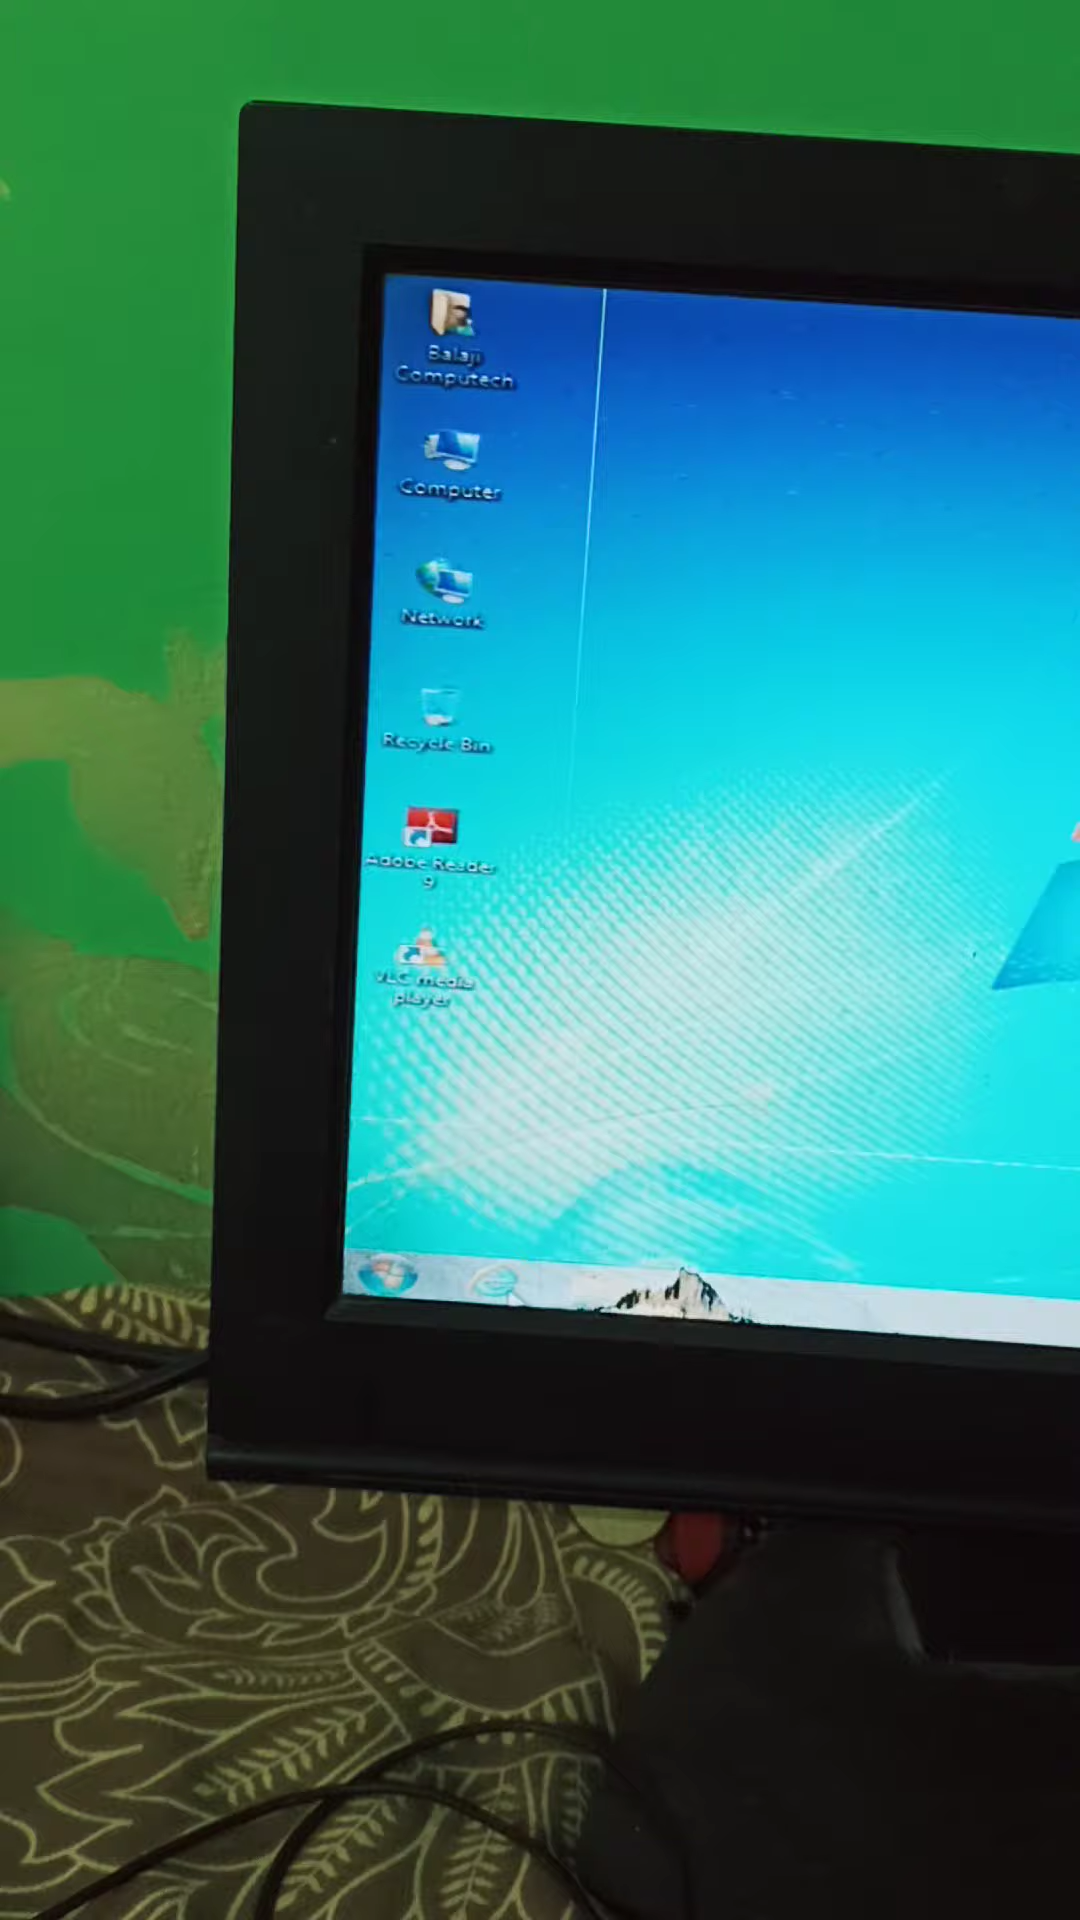 Balaji
Computech
Computer
Network
Recycle Bin
Adobe Reader
9
VLC media
player